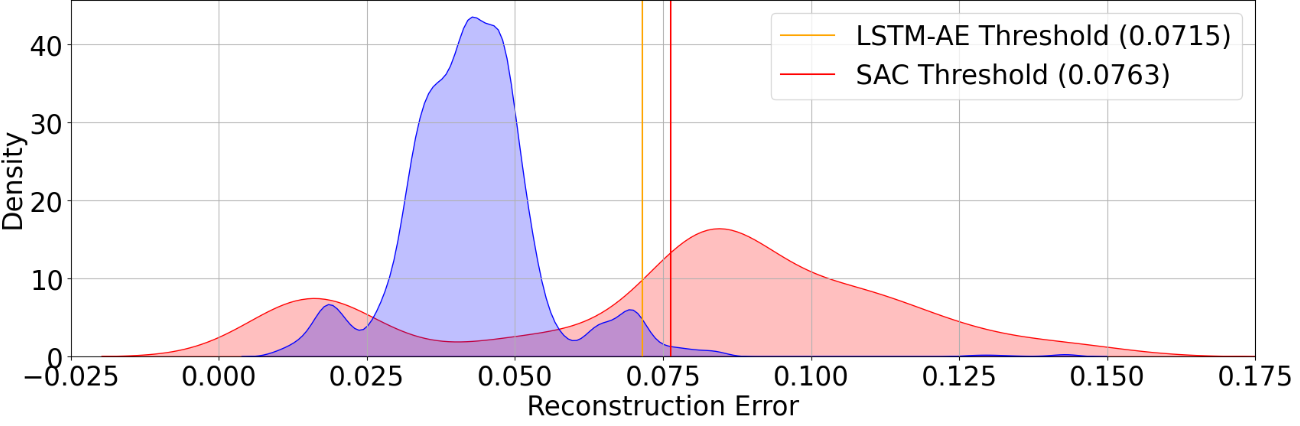 LSTM-AE Threshold (0.0715)
SAC Threshold (0.0763)
Density
40
30
20
10
0
−0.025 0.000 0.025 0.050 0.075 0.100 0.125 0.150 0.175
Reconstruction Error